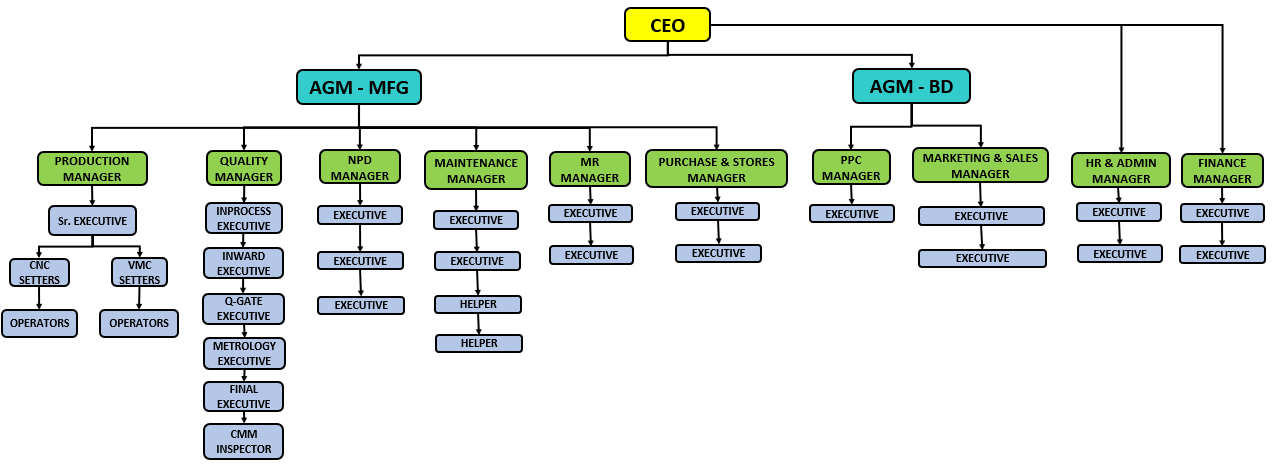 CEO
AGM - MFG
AGM - BD
PRODUCTION
MANAGER
QUALITY
MANAGER
NPD
MANAGER
MAINTENANCE
MANAGER
MR
MANAGER
PURCHASE & STORES
MANAGER
PPC
MANAGER
MARKETING & SALES
MANAGER
HR & ADMIN
MANAGER
FINANCE
MANAGER
Sr. EXECUTIVE
CNC
SETTERS
VMC
SETTERS
OPERATORS
OPERATORS
INPROCESS
EXECUTIVE
INWARD
EXECUTIVE
Q-GATE
EXECUTIVE
METROLOGY
EXECUTIVE
FINAL
EXECUTIVE
CMM
INSPECTOR
EXECUTIVE
EXECUTIVE
EXECUTIVE
EXECUTIVE
EXECUTIVE
HELPER
HELPER
EXECUTIVE
EXECUTIVE
EXECUTIVE
EXECUTIVE
EXECUTIVE
EXECUTIVE
EXECUTIVE
EXECUTIVE
EXECUTIVE
EXECUTIVE
EXECUTIVE